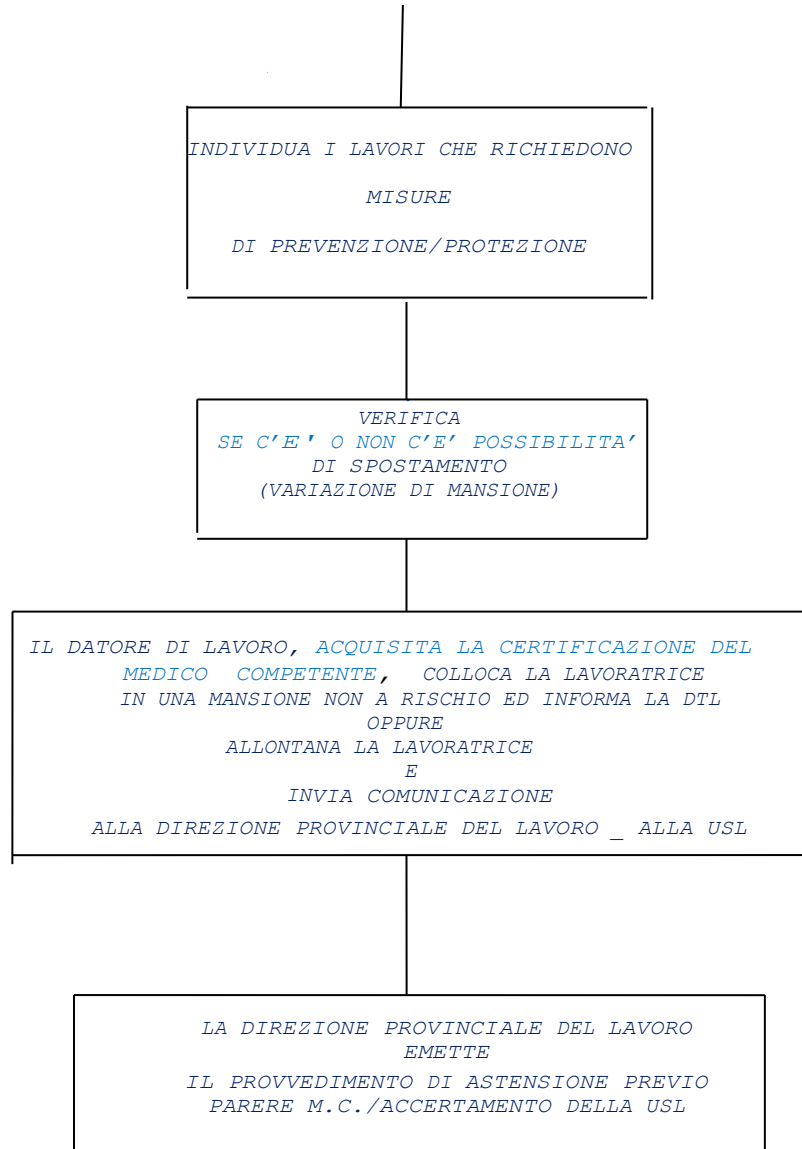 INDIVIDUA I LAVORI CHE RICHIEDONO
MISURE
DI PREVENZIONE/PROTEZIONE
VERIFICA
SE C'E' O NON C'E' POSSIBILITA'
DI SPOSTAMENTO
(VARIAZIONE DI MANSIONE)
IL DATORE DI LAVORO, ACQUISITA LA CERTIFICAZIONE DEL
MEDICO COMPETENTE, COLLOCA LA LAVORATRICE
IN UNA MANSIONE NON A RISCHIO ED INFORMA LA DTL
OPPURE
ALLONTANA LA LAVORATRICE
E
INVIA COMUNICAZIONE
ALLA DIREZIONE PROVINCIALE DEL LAVORO _ ALLA USL
LA DIREZIONE PROVINCIALE DEL LAVORO
EMETTE
IL PROVVEDIMENTO DI ASTENSIONE PREVIO
PARERE M.C./ACCERTAMENTO DELLA USL